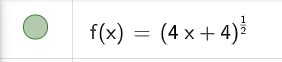 f(x) = (4 x + 4)^(1/2)